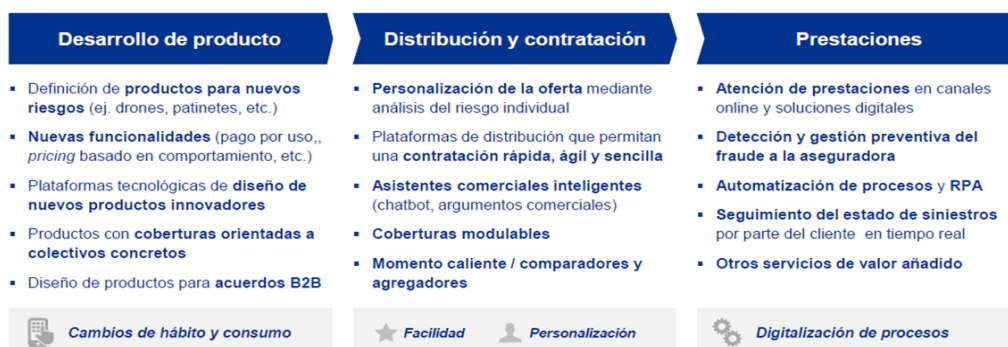 Desarrollo de producto
▪ Definición de productos para nuevos
riesgos (ej. drones, patinetes, etc.)
▪ Nuevas funcionalidades (pago por uso,,
pricing basado en comportamiento, etc.)
▪ Plataformas tecnológicas de diseño de
nuevos productos innovadores
▪ Productos con coberturas orientadas a
colectivos concretos
▪ Diseño de productos para acuerdos B2B
Cambios de hábito y consumo
Distribución y contratación
▪ Personalización de la oferta mediante
análisis del riesgo individual
▪ Plataformas de distribución que permitan
una contratación rápida, ágil y sencilla
▪ Asistentes comerciales inteligentes
(chatbot, argumentos comerciales)
▪ Coberturas modulables
▪ Momento caliente / comparadores y
agregadores
Facilidad Personalización
Prestaciones
▪ Atención de prestaciones en canales
online y soluciones digitales
▪ Detección y gestión preventiva del
fraude a la aseguradora
▪ Automatización de procesos y RPA
▪ Seguimiento del estado de siniestros
por parte del cliente en tiempo real
▪ Otros servicios de valor añadido
Digitalización de procesos